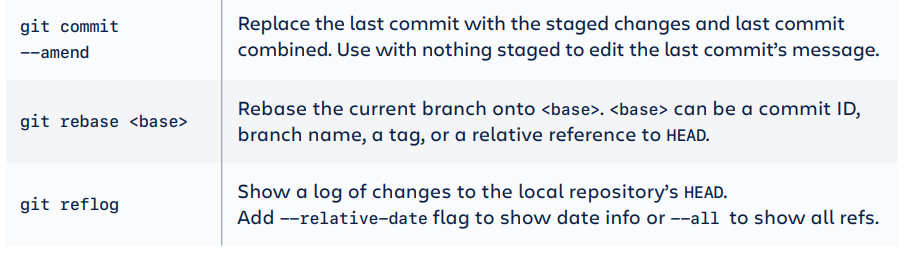 git commit
--amend
Replace the last commit with the staged changes and last commit
combined. Use with nothing staged to edit the last commit’s message.
git rebase <base>
Rebase the current branch onto <base>. <base> can be a commit ID,
branch name, a tag, or a relative reference to HEAD.
git reflog
Show a log of changes to the local repository’s HEAD.
Add --relative-date flag to show date info or --all to show all refs.